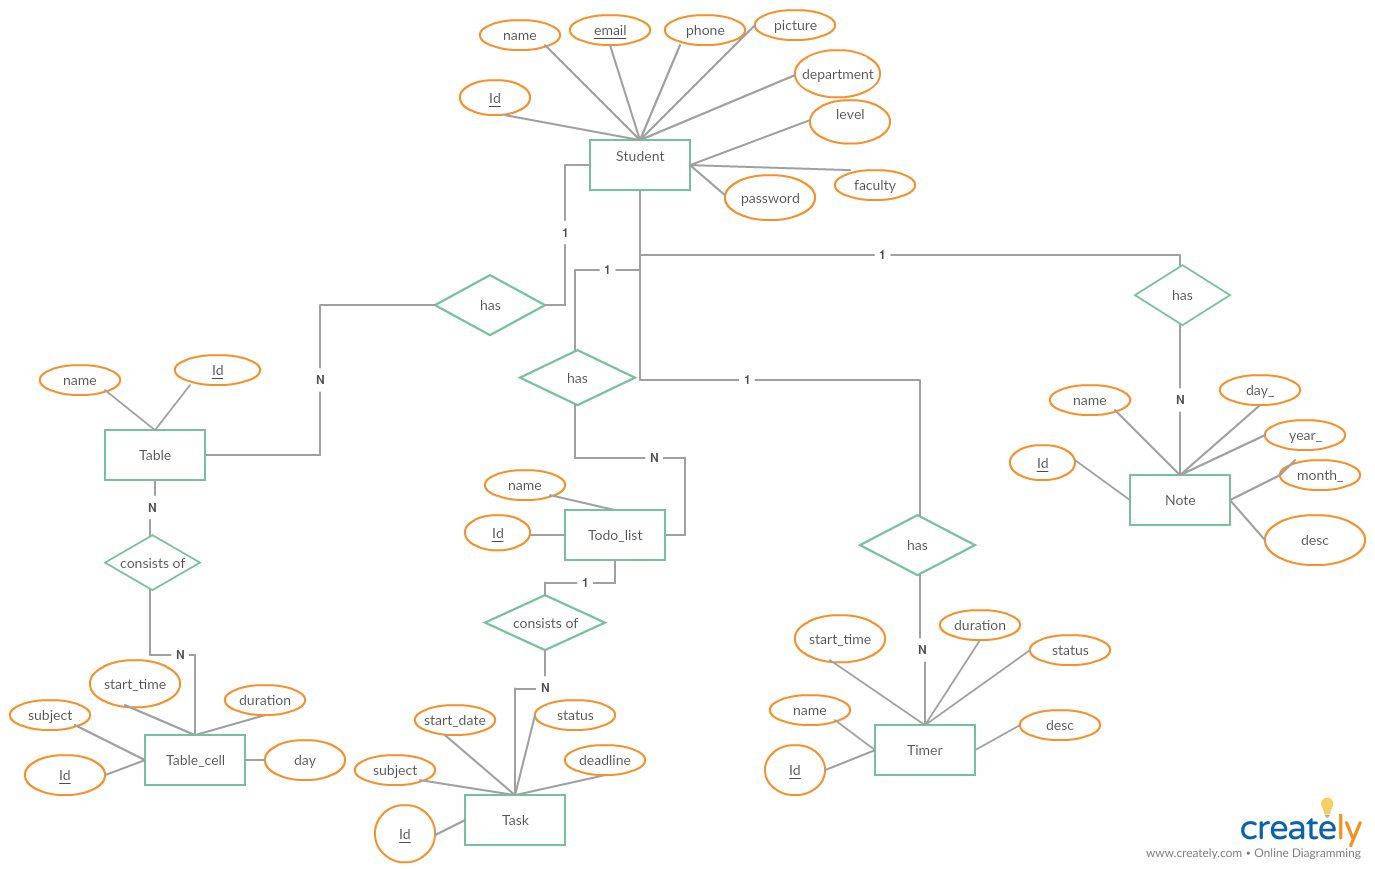 name
email
phone
picture
department
Id
level
Student
faculty
password
1
1
1
has
has
name
Id
N
has
1
day_
name
N
year_
Table
N
Id
month_
name
Note
N
Id
Todo_list
desc
has
consists of
1
consists of
duration
start_time
N
status
N
start_time
N
duration
name
subject
start_date
status
desc
Timer
Table_cell
day
deadline
Id
subject
Id
Task
Id
creately
www.creately.com • Online Diagramming